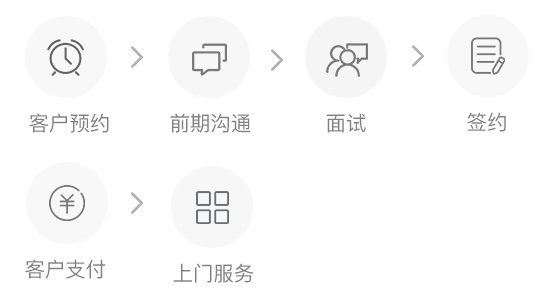 客户预约
前期沟通
面试
签约
客户支付
上门服务